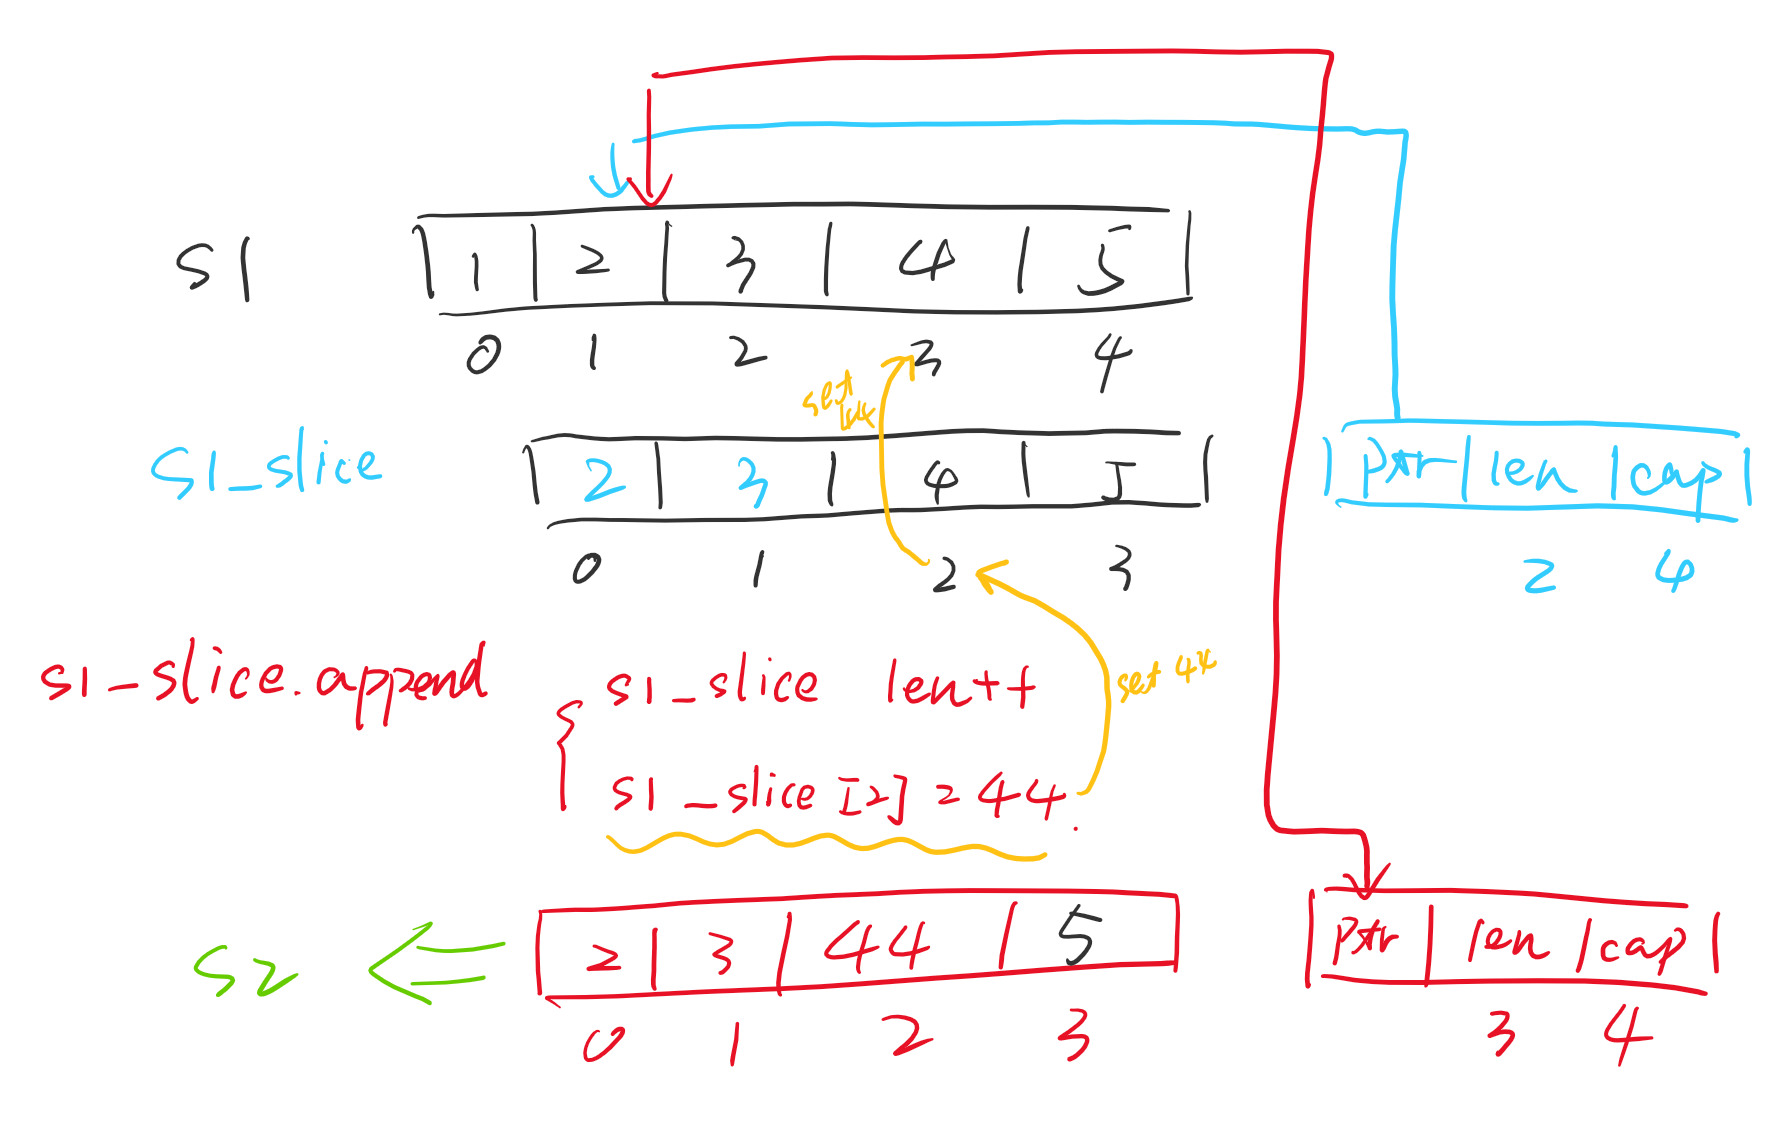 s1 | 1 | 2 | 3 | 4 | 5 |
0 1 2 3 4
set 44
s1_slice | 2 | 3 | 4 | 5 | | ptr | len | cap |
0 1 2 3 2 4
s1_slice.append s1_slice len++ set 44
s1_slice [2] = 44.
s2 2 | 3 | 44 | 5 | ptr | len | cap |
0 1 2 3 3 4